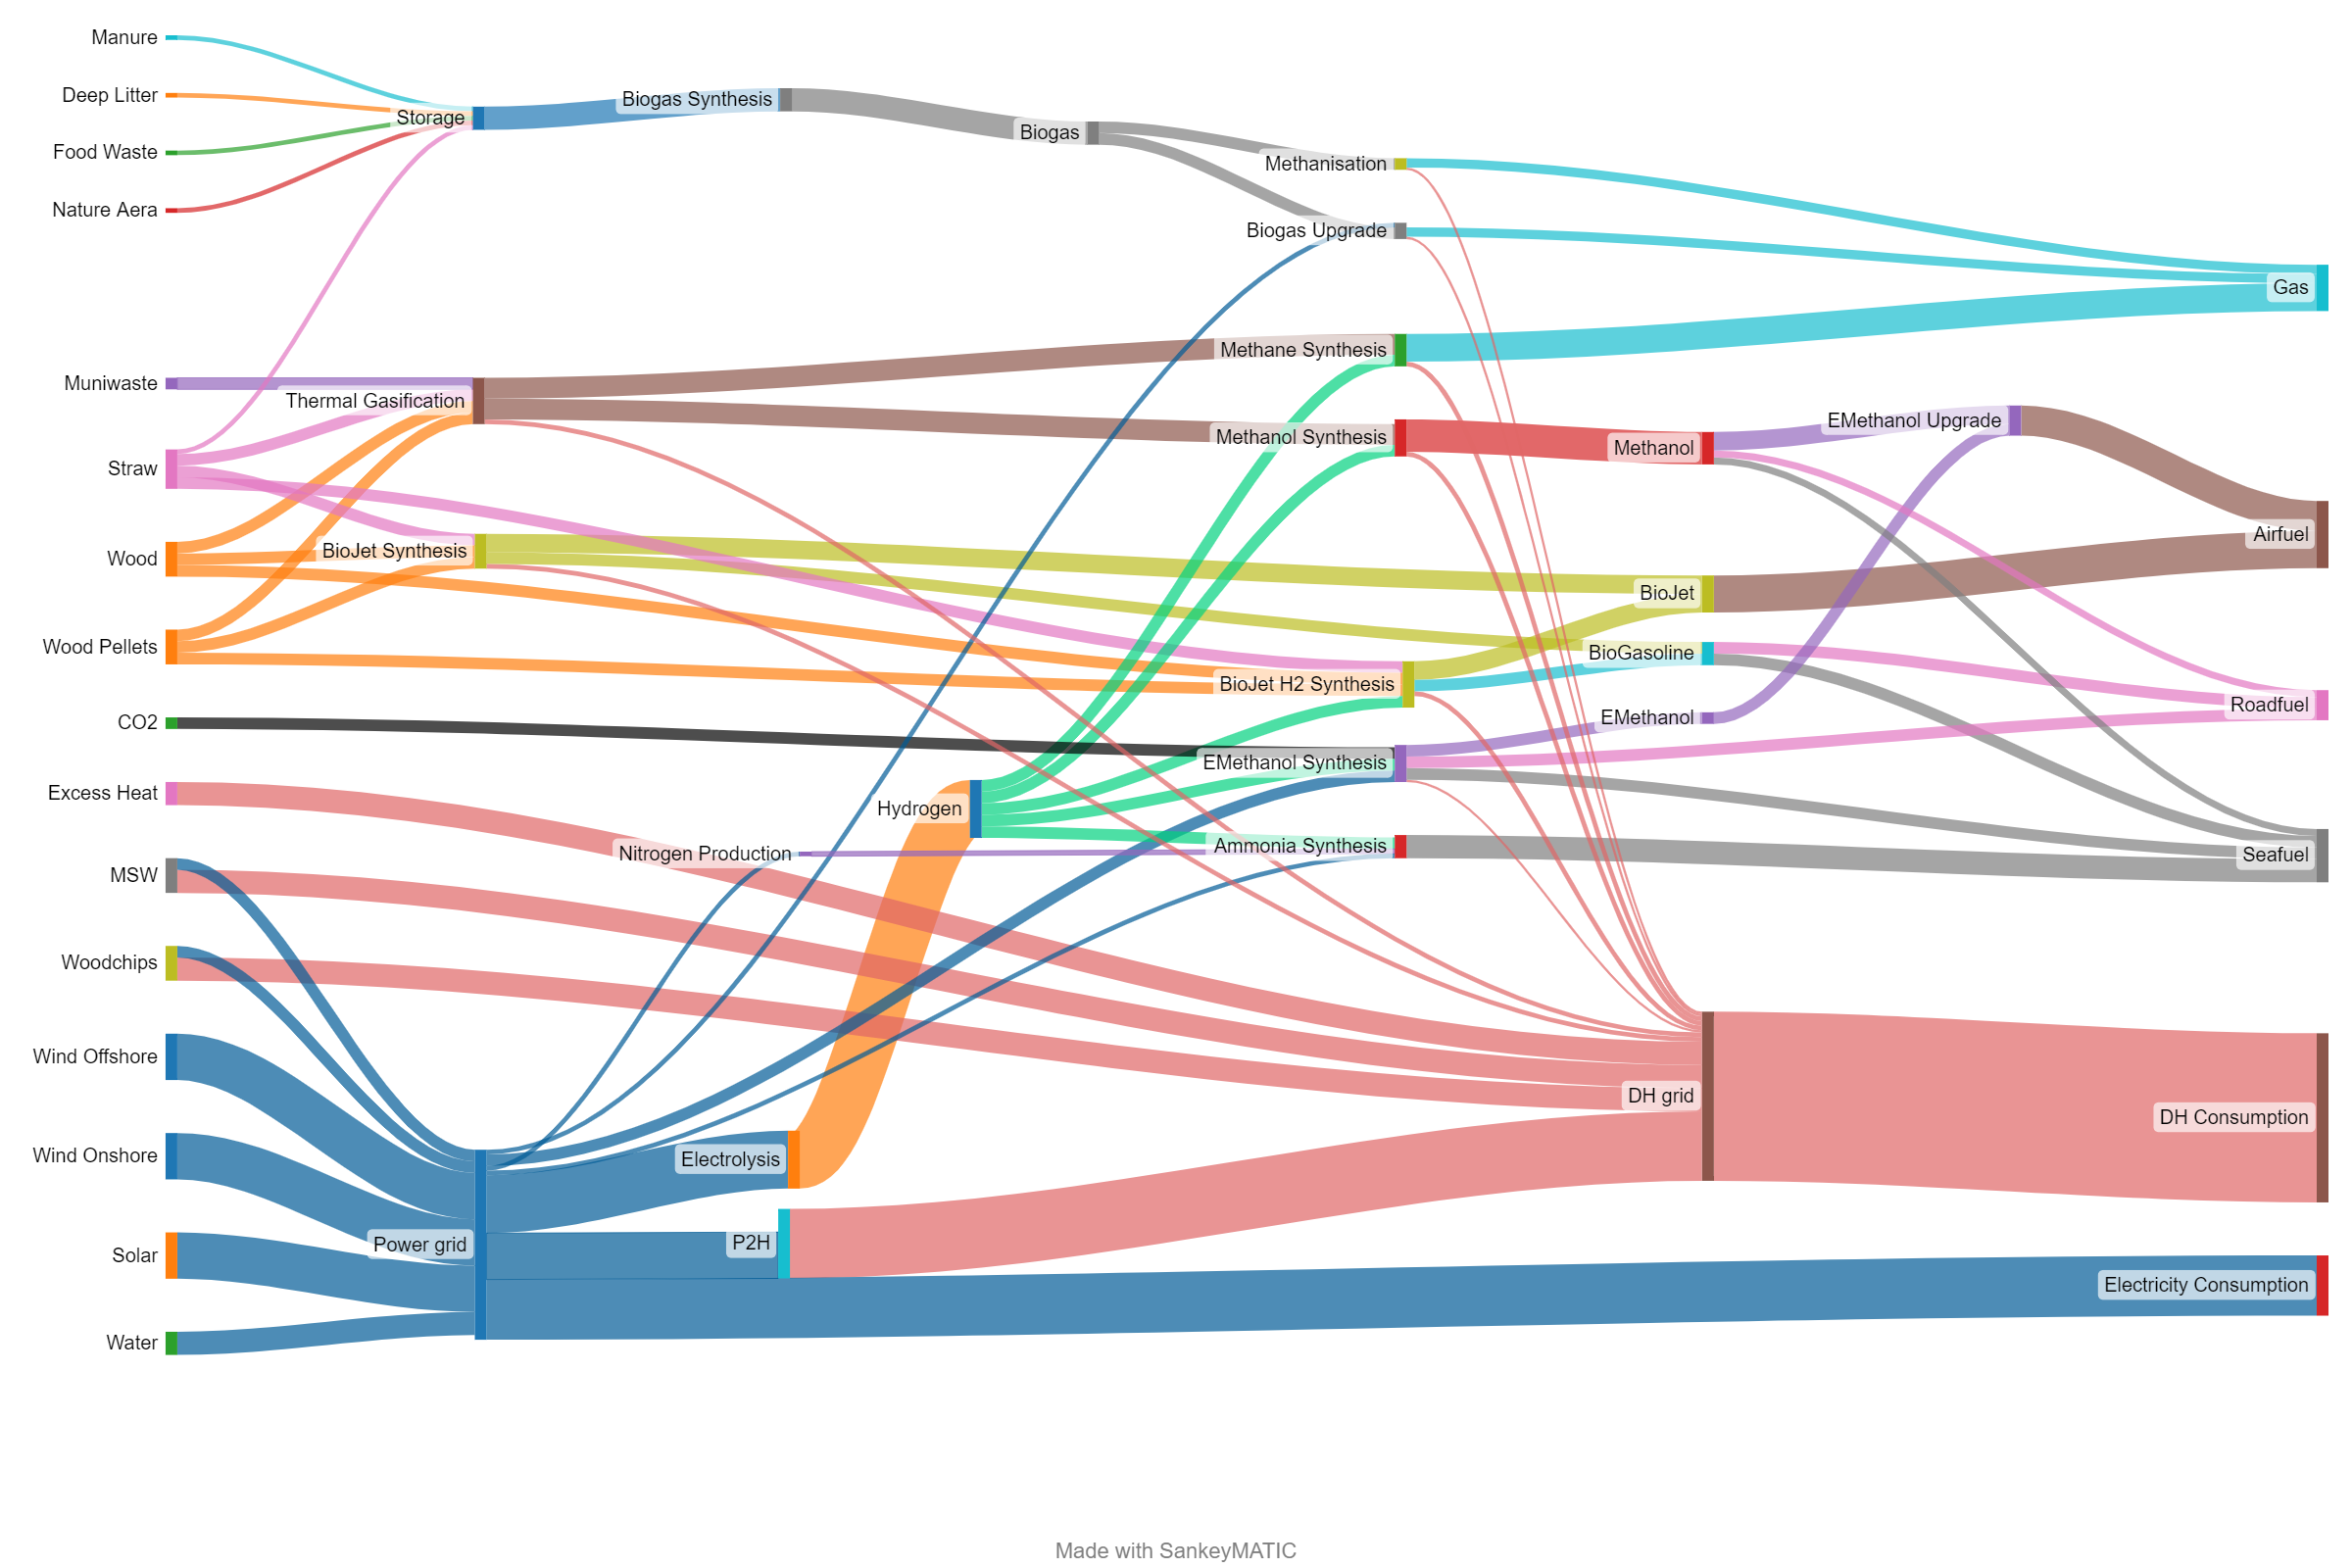 Manure
Deep Litter
Food Waste
Nature Aera
Storage
Biogas Synthesis
Biogas
Methanisation
Biogas Upgrade
Gas
Muniwaste
Thermal Gasification
Methane Synthesis
Methanol Synthesis
Methanol
EMethanol Upgrade
Straw
Wood
BioJet Synthesis
Airfuel
BioJet
Wood Pellets
BioGasoline
BioJet H2 Synthesis
CO2
EMethanol
Roadfuel
EMethanol Synthesis
Excess Heat
Hydrogen
Nitrogen Production
Ammonia Synthesis
Seafuel
MSW
Woodchips
Wind Offshore
DH grid
DH Consumption
Wind Onshore
Electrolysis
Power grid
P2H
Solar
Electricity Consumption
Water
Made with SankeyMATIC